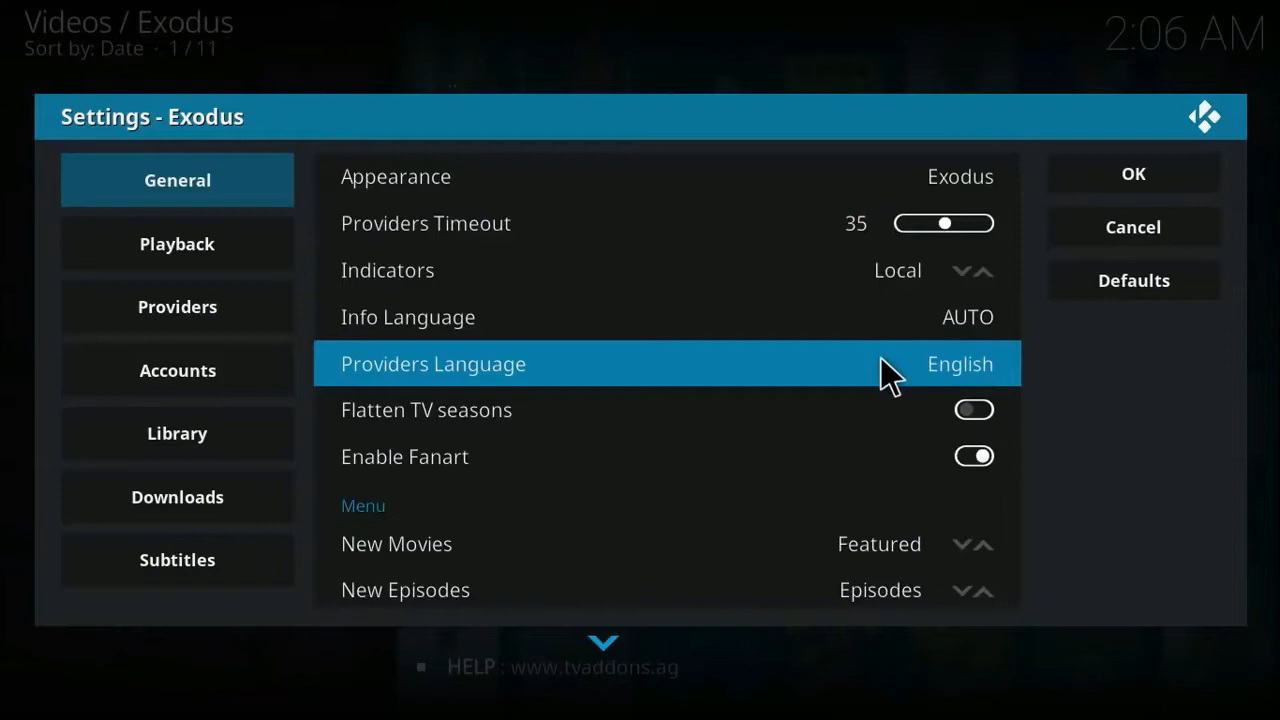 Videos / Exodus
Sort by: Date · 1 / 11
2:06 AM
Settings - Exodus
General
Playback
Providers
Accounts
Library
Downloads
Subtitles
Appearance Exodus
Providers Timeout 35
Indicators Local
Info Language AUTO
Providers Language English
Flatten TV seasons
Enable Fanart
Menu
New Movies Featured
New Episodes Episodes
OK
Cancel
Defaults
HELP : www.tvaddons.ag